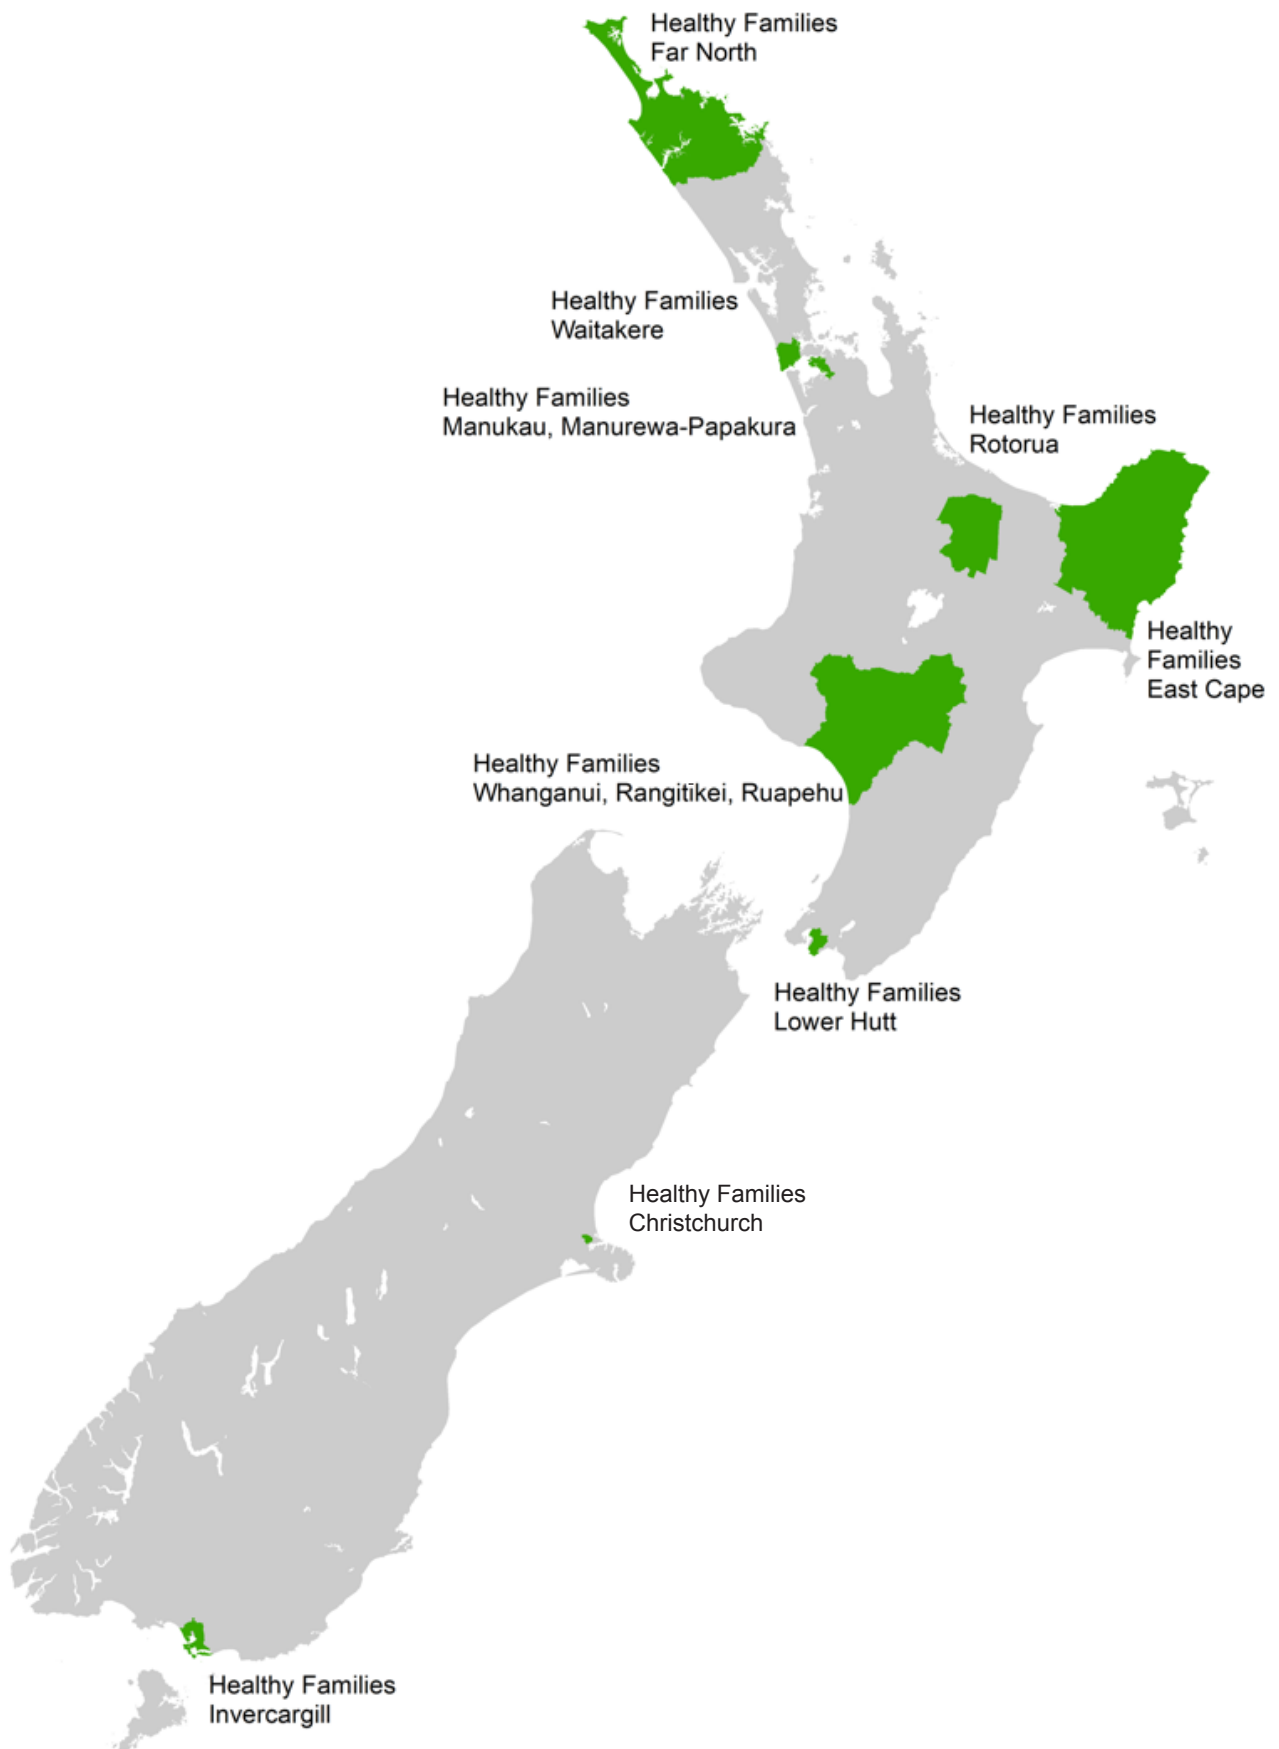 Healthy Families
Far North
Healthy Families
Waitakere
Healthy Families
Manukau, Manurewa-Papakura
Healthy Families
Rotorua
Healthy
Families
East Cape
Healthy Families
Whanganui, Rangitīkei, Ruapehu
Healthy Families
Lower Hutt
Healthy Families
Christchurch
Healthy Families
Invercargill